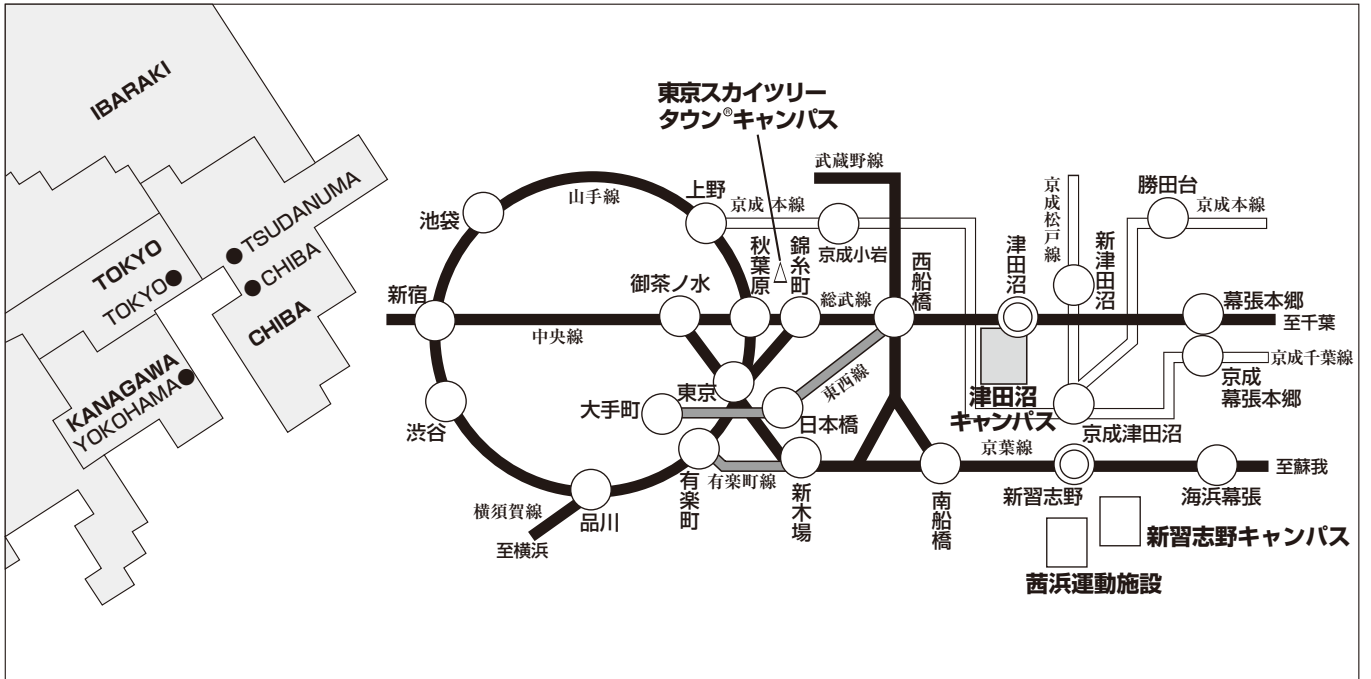 IBARAKI
TSUDANUMA
CHIBA
CHIBA
TOKYO
TOKYO
KANAGAWA
YOKOHAMA
東京スカイツリー
タウン®キャンパス
武蔵野線
山手線
上野
京成本線
京成小岩
池袋
秋葉原
錦糸町
御茶ノ水
新宿
中央線
総武線
西船橋
津田沼
京成松戸線
新津田沼
勝田台
京成本線
幕張本郷
至千葉
京成千葉線
京成
幕張本郷
東西線
東京
大手町
日本橋
津田沼
キャンパス
京成津田沼
渋谷
有楽町
有楽町線
新木場
京葉線
南船橋
新習志野
海浜幕張
至蘇我
品川
横須賀線
至横浜
新習志野キャンパス
茜浜運動施設